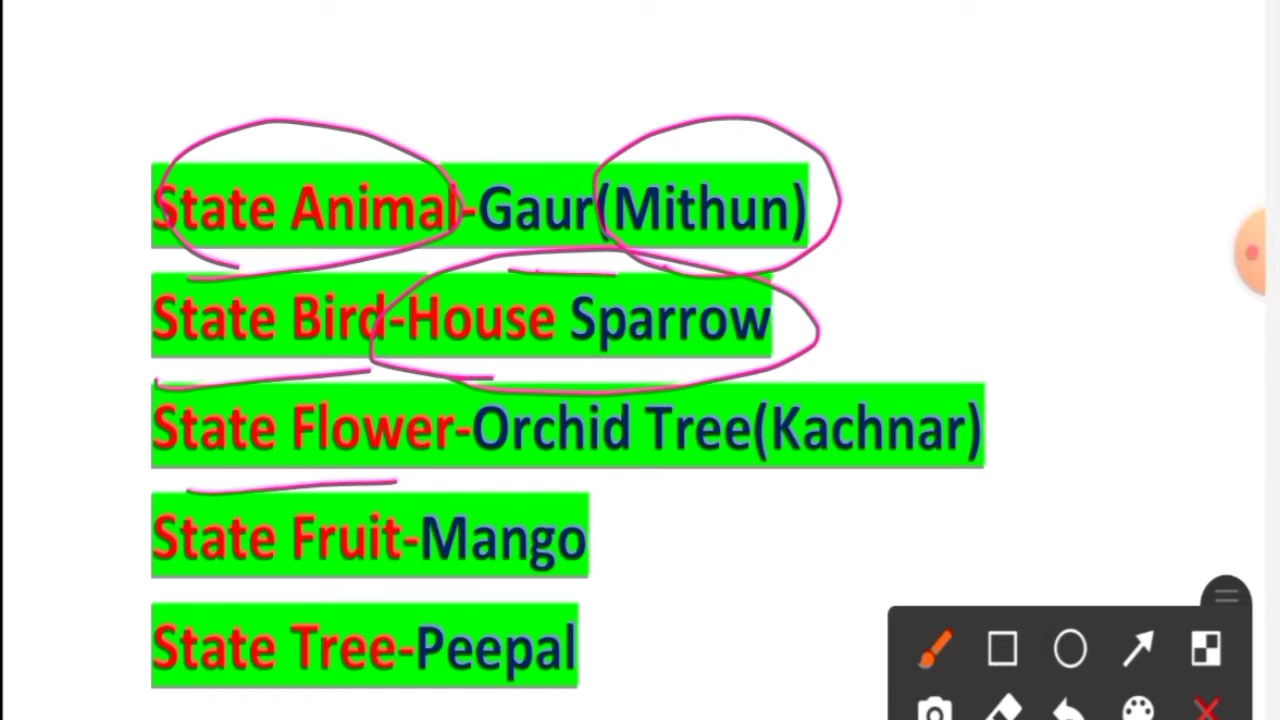 State Animal-Gaur(Mithun)
State Bird-House Sparrow
State Flower-Orchid Tree(Kachnar)
State Fruit-Mango
State Tree-Peepal